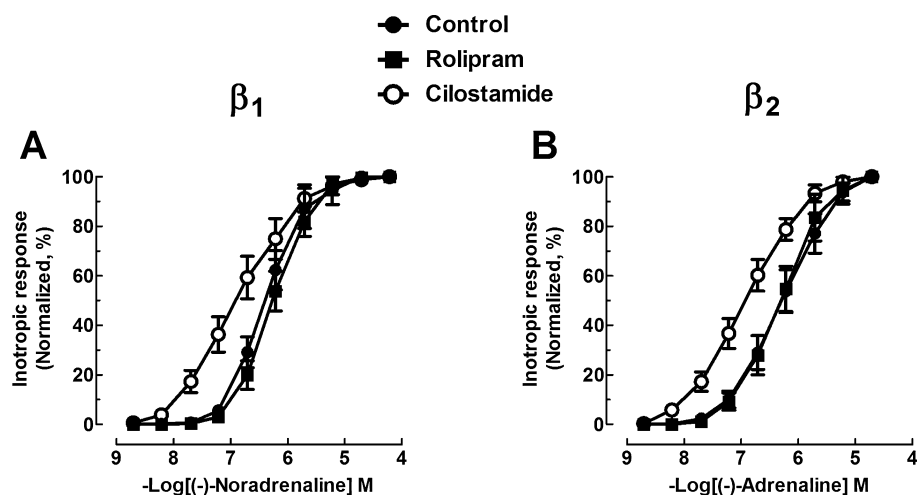 Control
Rolipram
Cilostamide
β1
β2
A
B
Inotropic response
(Normalized, %)
100
80
60
40
20
0
9 8 7 6 5 4
-Log[(-)-Noradrenaline] M
Inotropic response
(Normalized, %)
100
80
60
40
20
0
9 8 7 6 5 4
-Log[(-)-Adrenaline] M